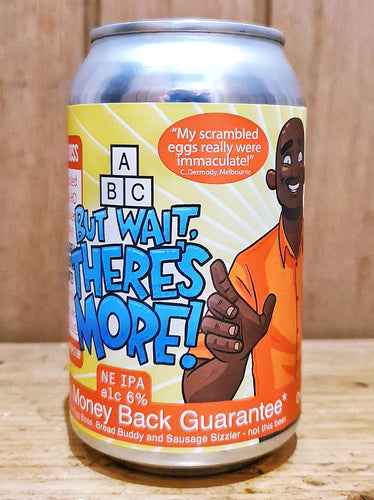 "My scrambled
eggs really were
immaculate!"
C.Dermody, Melbourne
A
B C
BUT WAIT,
THERE'S
MORE!
NE IPA
alc 6%
Money Back Guarantee*
Boss, Bread Buddy and Sausage Sizzler - not this beer